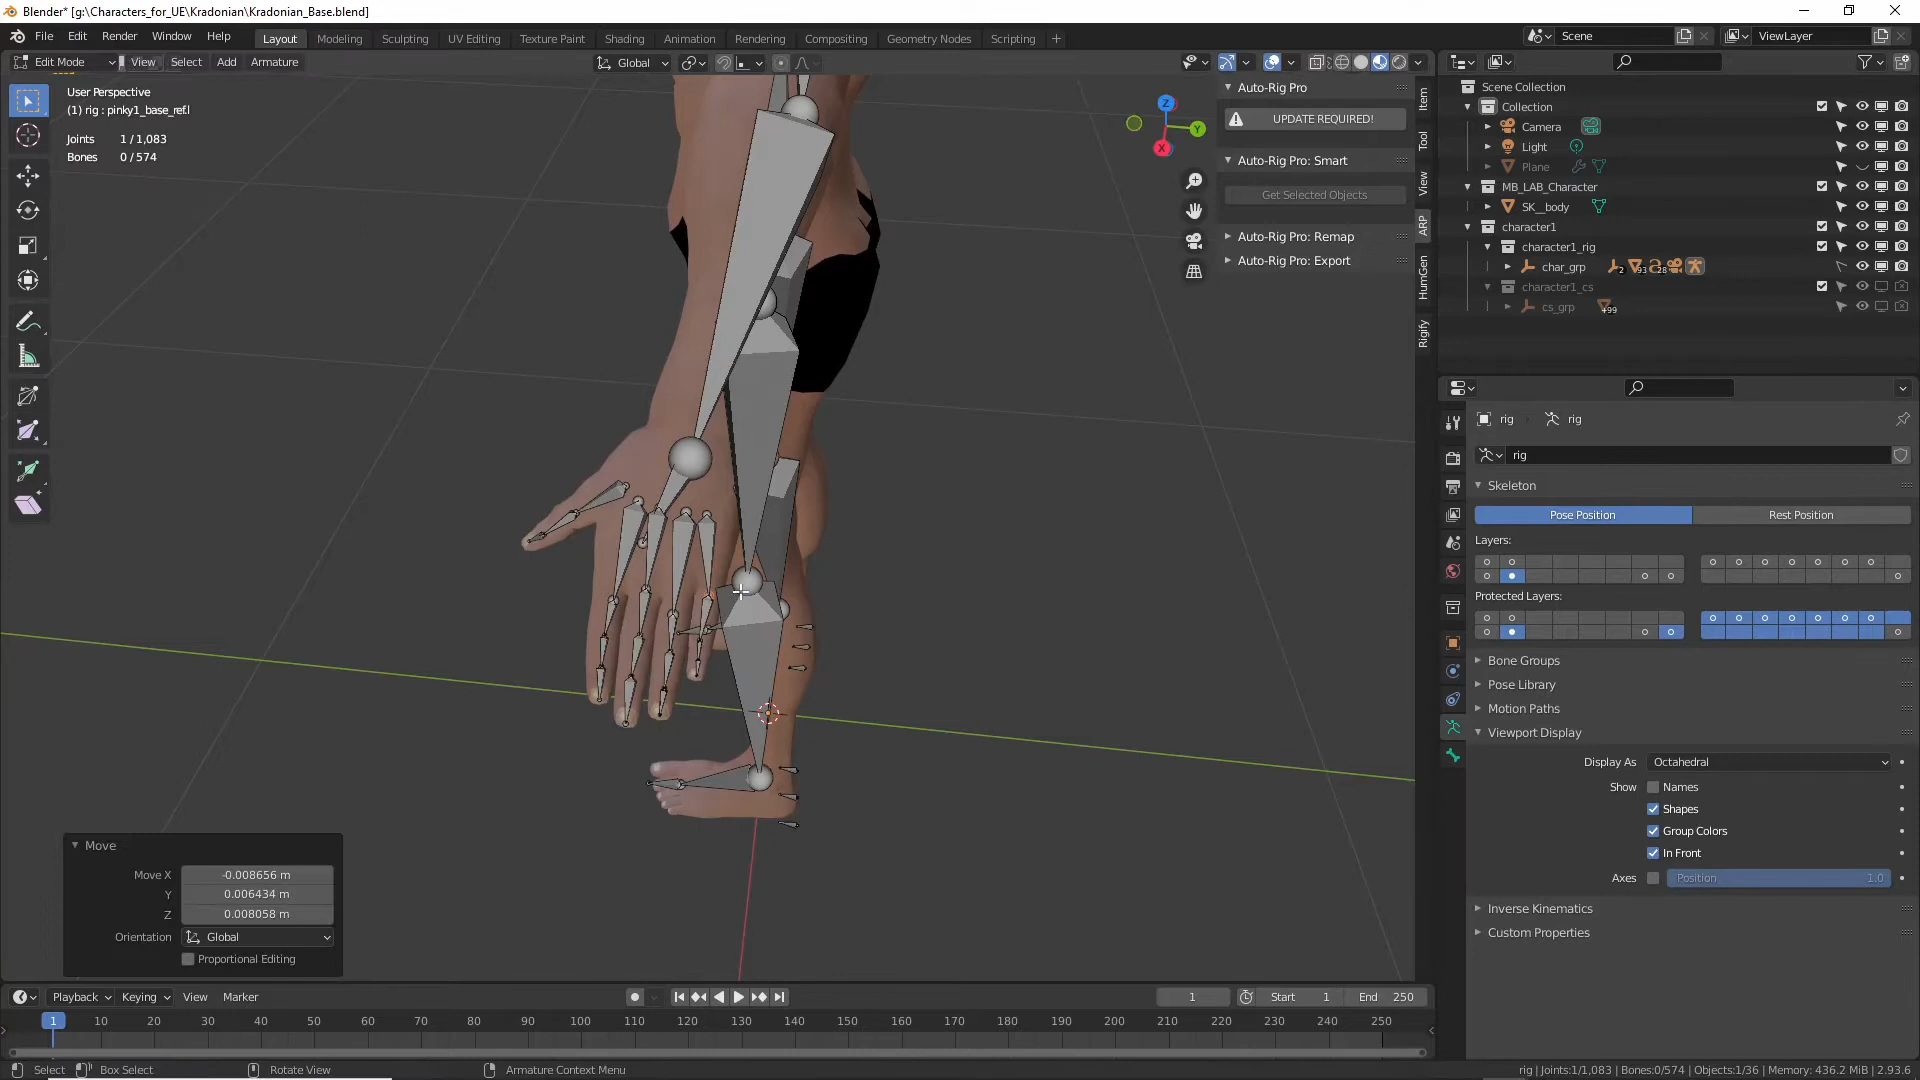 Blender* [g:\Characters_for_UE\Kradonian\Kradonian_Base.blend]
File Edit Render Window Help Layout Modeling Sculpting UV Editing Texture Paint Shading Animation Rendering Compositing Geometry Nodes Scripting + Scene ViewLayer
Edit Mode View Select Add Armature Global
User Perspective
(1) rig : pinky1_base_ref.l
Joints 1 / 1,083
Bones 0 / 574
Z
Y
X
Auto-Rig Pro
UPDATE REQUIRED!
Auto-Rig Pro: Smart
Get Selected Objects
Auto-Rig Pro: Remap
Auto-Rig Pro: Export
Item
Tool
View
ARP
HumGen
Rigify
Scene Collection
Collection
Camera
Light
Plane
MB_LAB_Character
SK__body
character1
character1_rig
char_grp 2 93 28
character1_cs
cs_grp +99
rig rig
rig
Skeleton
Pose Position Rest Position
Layers:
Protected Layers:
Bone Groups
Pose Library
Motion Paths
Viewport Display
Display As Octahedral
Show Names
Shapes
Group Colors
In Front
Axes Position 1.0
Inverse Kinematics
Custom Properties
Move
Move X -0.008656 m
Y 0.006434 m
Z 0.008058 m
Orientation Global
Proportional Editing
Playback Keying View Marker 1 Start 1 End 250
1 10 20 30 40 50 60 70 80 90 100 110 120 130 140 150 160 170 180 190 200 210 220 230 240 250
Select Box Select Rotate View Armature Context Menu rig | Joints:1/1,083 | Bones:0/574 | Objects:1/36 | Memory: 436.2 MiB | 2.93.6